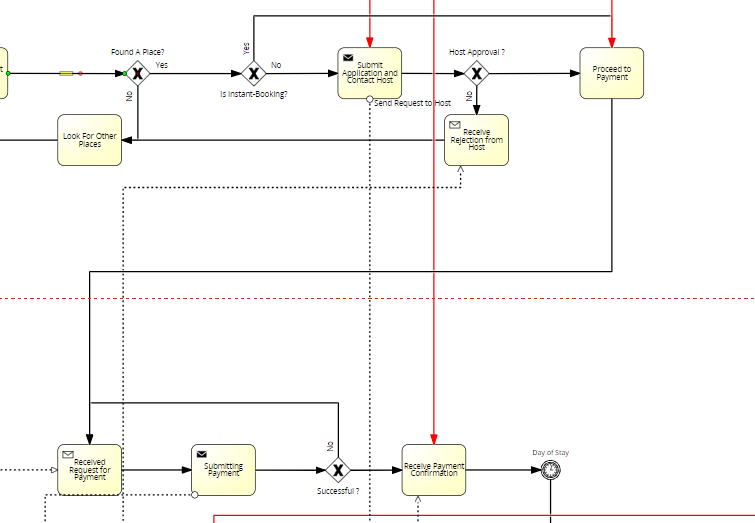 Found A Place?
Yes
No
Yes
No
Is Instant-Booking?
Submit
Application and
Contact Host
Send Request to Host
Host Approval ?
No
Proceed to
Payment
t
Look For Other
Places
Receive
Rejection from
Host
Received
Request for
Payment
Submitting
Payment
No
Successful ?
Receive Payment
Confirmation
Day of Stay